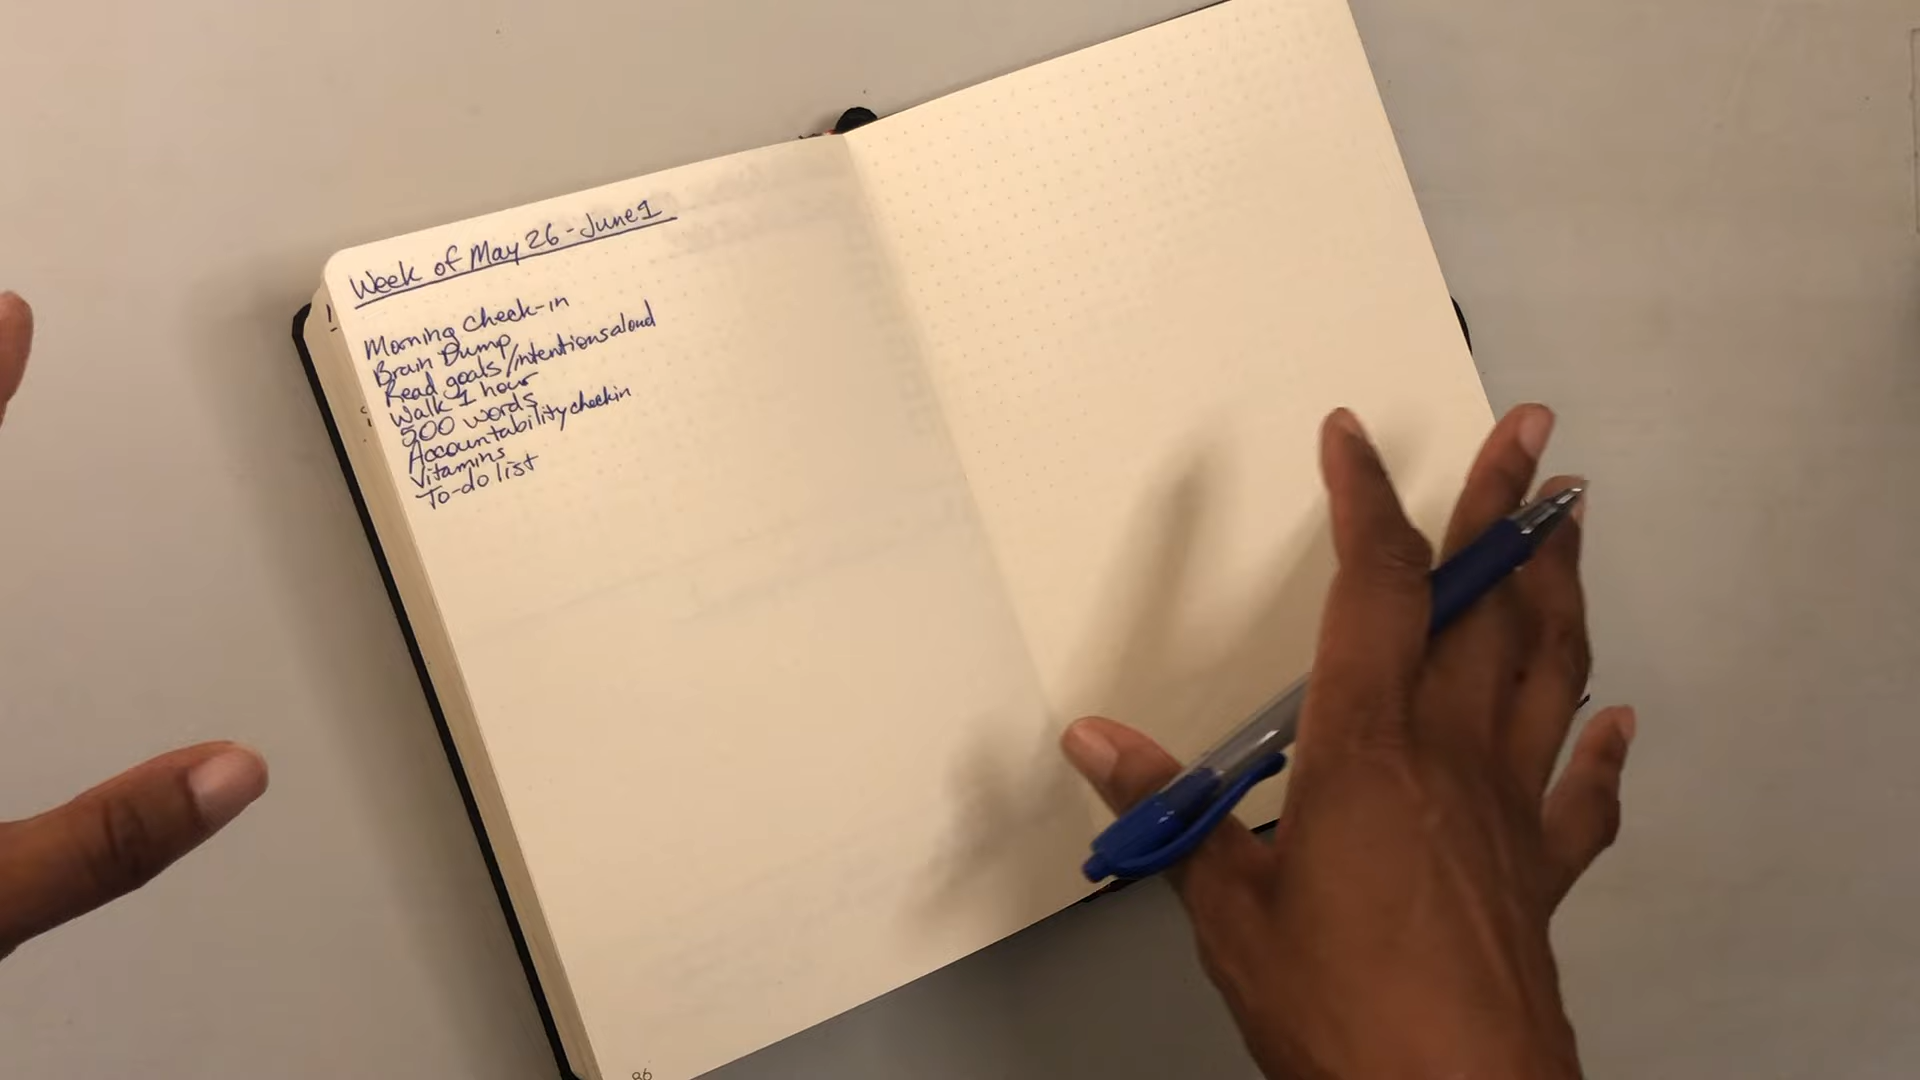 Week of May 26-June 1
Morning Check-in
Brain Dump
Read goals/intentions aloud
Walk 1 hour
500 words
Accountability checkin
Vitamins
To-do list